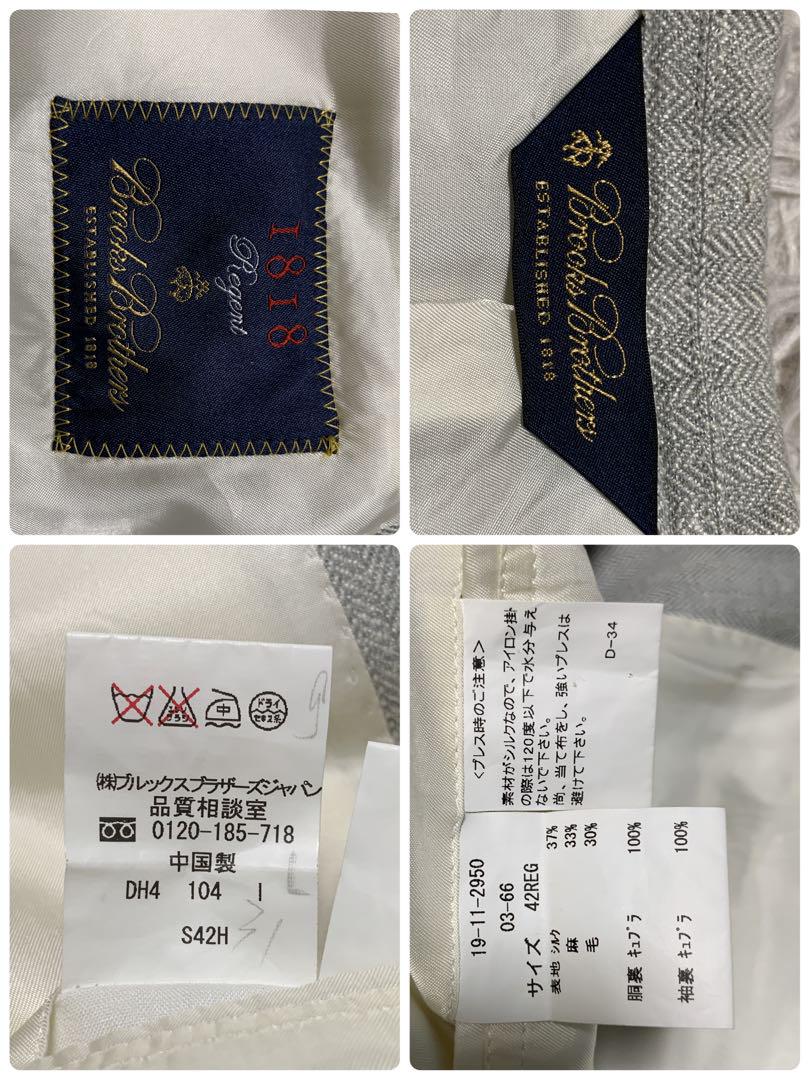 1818
Regent
Brooks Brothers
ESTABLISHED 1818
Brooks Brothers
ESTABLISHED 1818
中
ドライ
セキユ系
㈱ブルックスブラザーズジャパン
品質相談室
0120-185-718
中国製
DH4 104 I
S42H
<プレス時のご注意>
素材がシルクなので、アイロン掛
の際は120度以下で水分与え
ないで下さい。
尚、当て布をし、強いプレスは
避けて下さい。
D-34
19-11-2950
03-66
サイズ 42REG
表地 シルク 37%
麻 33%
毛 30%
胴裏 キュプラ 100%
袖裏 キュプラ 100%